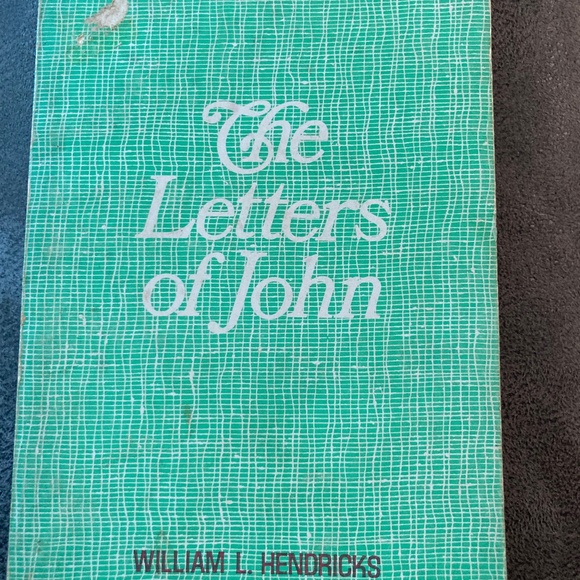 The
Letters
of John
WILLIAM L. HENDRICKS